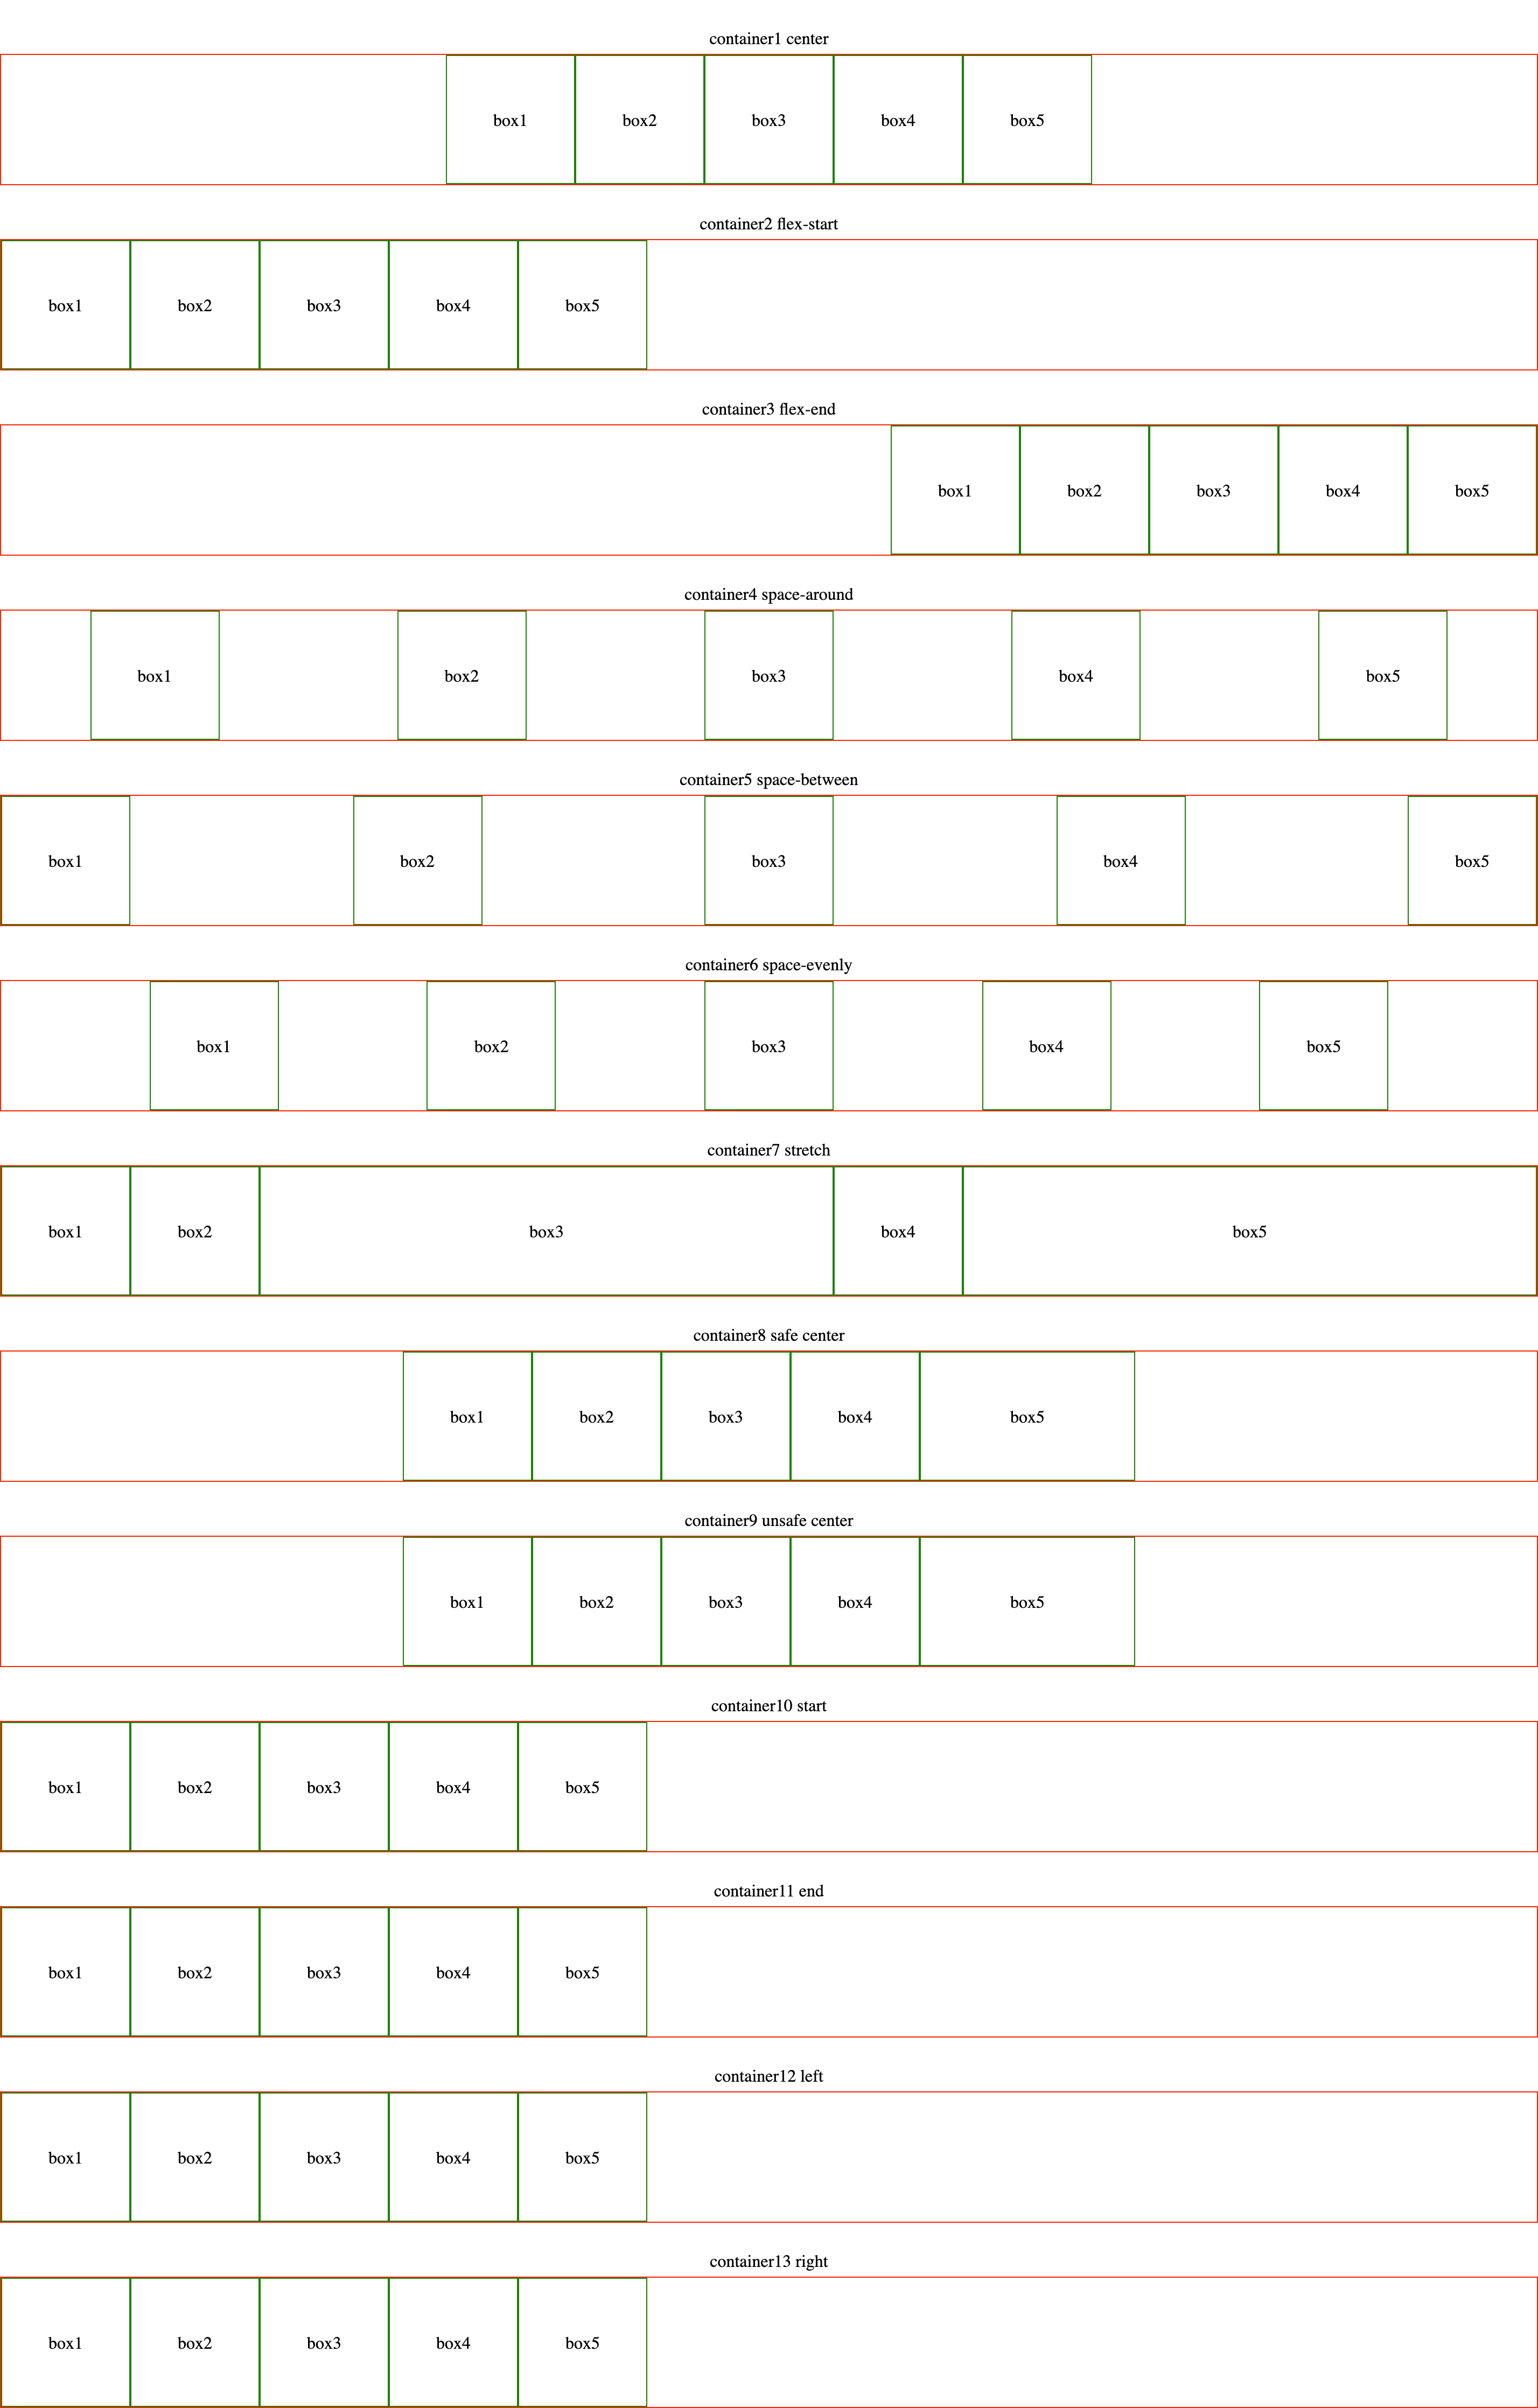 container1 center
box1 box2 box3 box4 box5
container2 flex-start
box1 box2 box3 box4 box5
container3 flex-end
box1 box2 box3 box4 box5
container4 space-around
box1 box2 box3 box4 box5
container5 space-between
box1 box2 box3 box4 box5
container6 space-evenly
box1 box2 box3 box4 box5
container7 stretch
box1 box2 box3 box4 box5
container8 safe center
box1 box2 box3 box4 box5
container9 unsafe center
box1 box2 box3 box4 box5
container10 start
box1 box2 box3 box4 box5
container11 end
box1 box2 box3 box4 box5
container12 left
box1 box2 box3 box4 box5
container13 right
box1 box2 box3 box4 box5